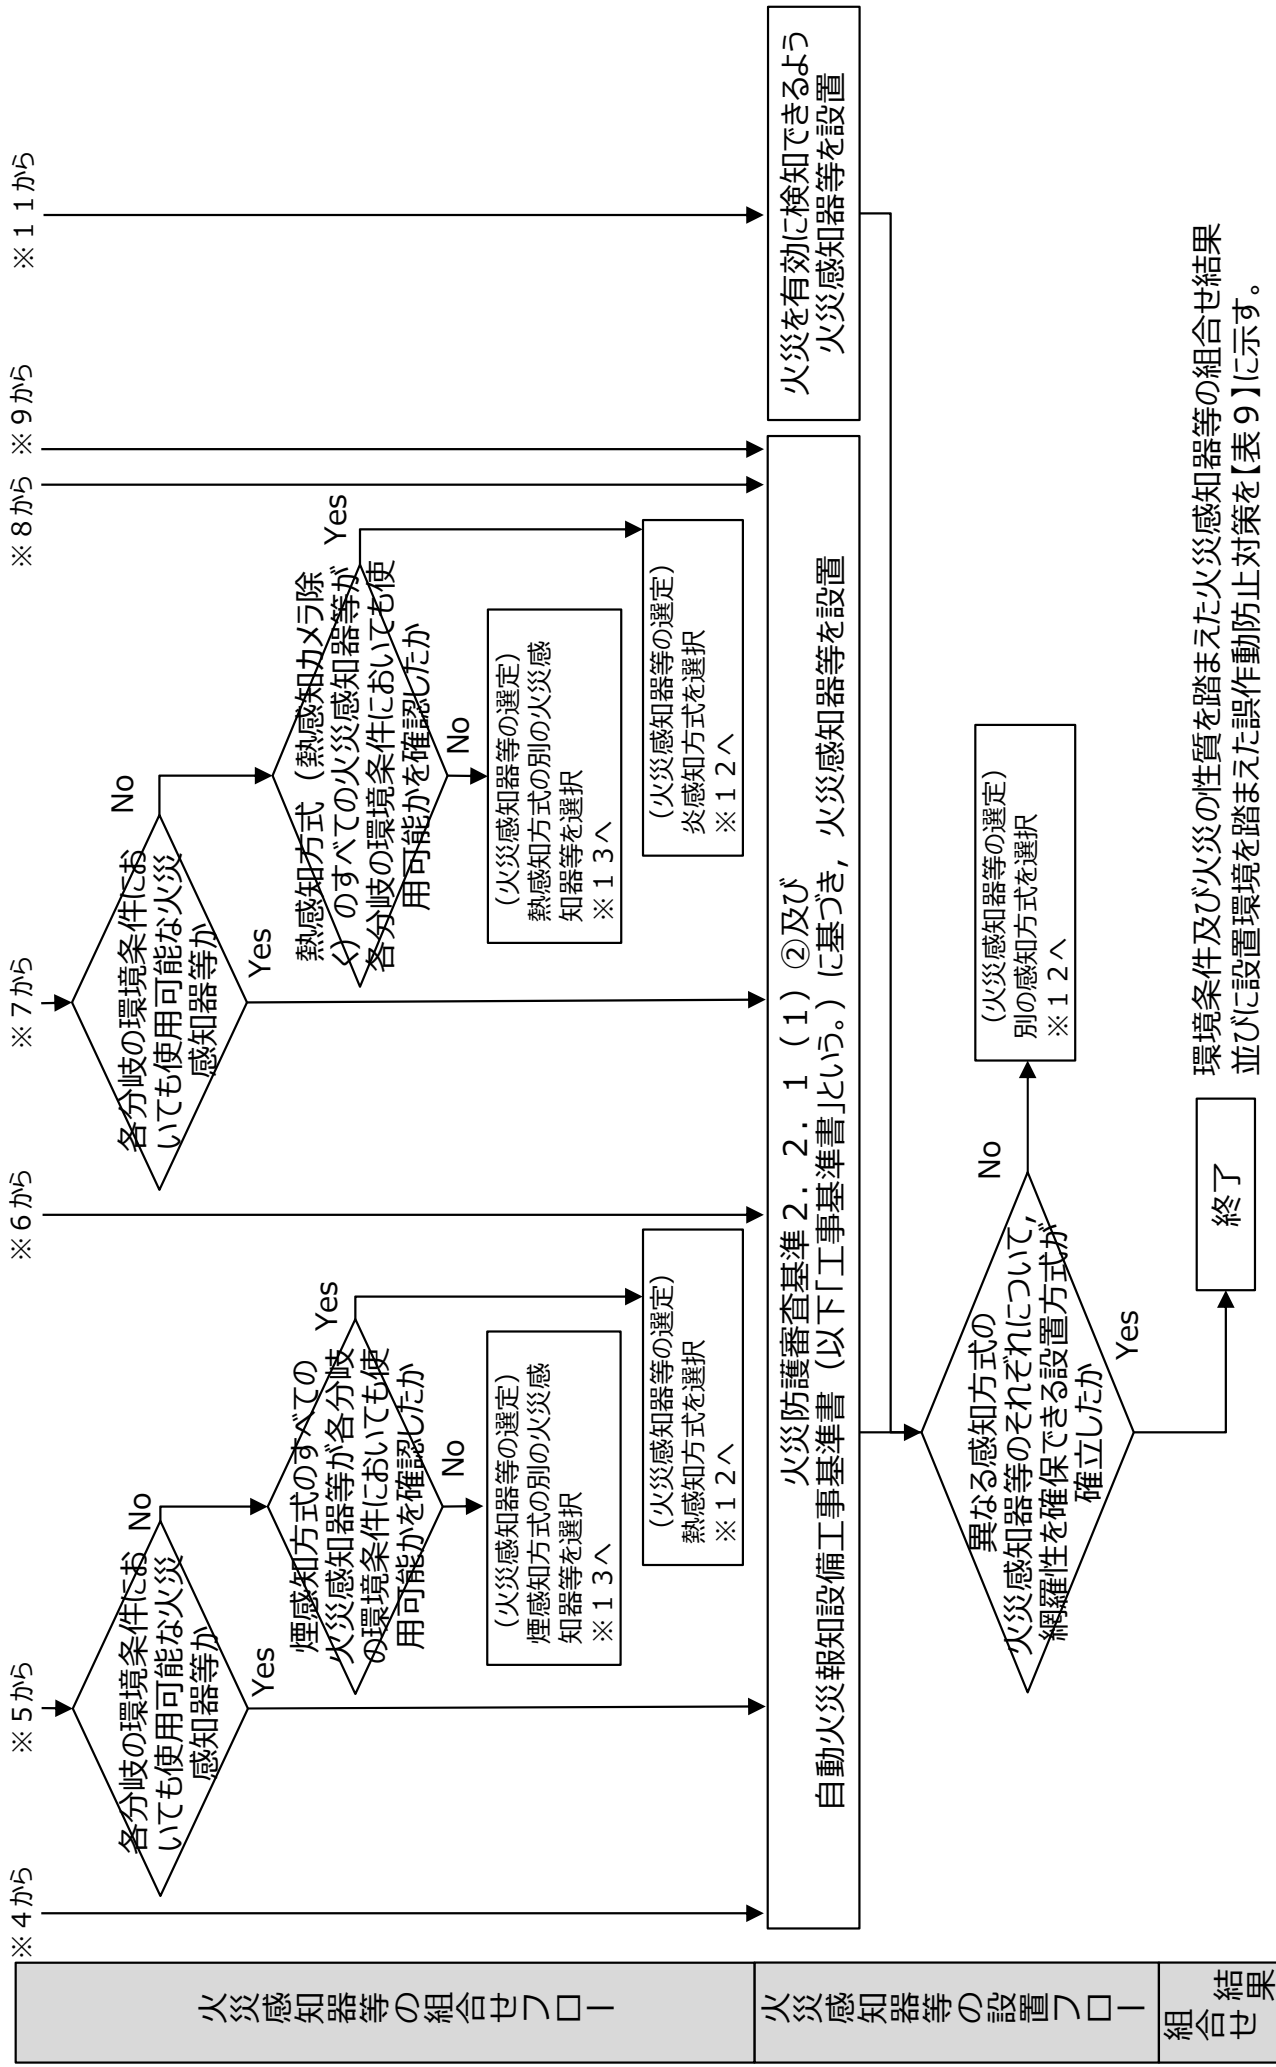 火災感知器等の組合せフロー
※４から
※５から
※６から
※７から
※８から
※９から
※１１から
各分岐の環境条件にお
いても使用可能な火災
感知器等か
No
Yes
煙感知方式のすべての
火災感知器等が各分岐
の環境条件においても使
用可能かを確認したか
Yes
No
（火災感知器等の選定）
煙感知方式の別の火災感
知器等を選択
※１３へ
（火災感知器等の選定）
熱感知方式を選択
※１２へ
各分岐の環境条件にお
いても使用可能な火災
感知器等か
No
Yes
熱感知方式（熱感知カメラ除
く）のすべての火災感知器等が
各分岐の環境条件においても使
用可能かを確認したか
Yes
No
（火災感知器等の選定）
熱感知方式の別の火災感
知器等を選択
※１３へ
（火災感知器等の選定）
炎感知方式を選択
※１２へ
火災感知器等の設置フロー
火災防護審査基準２．２．１（１）②及び
自動火災報知設備工事基準書（以下「工事基準書」という。）に基づき，火災感知器等を設置
火災を有効に検知できるよう
火災感知器等を設置
異なる感知方式の
火災感知器等のそれぞれについて，
網羅性を確保できる設置方式が
確立したか
No
Yes
（火災感知器等の選定）
別の感知方式を選択
※１２へ
組合せ
結果
終了
環境条件及び火災の性質を踏まえた火災感知器等の組合せ結果
並びに設置環境を踏まえた誤作動防止対策を【表９】に示す。